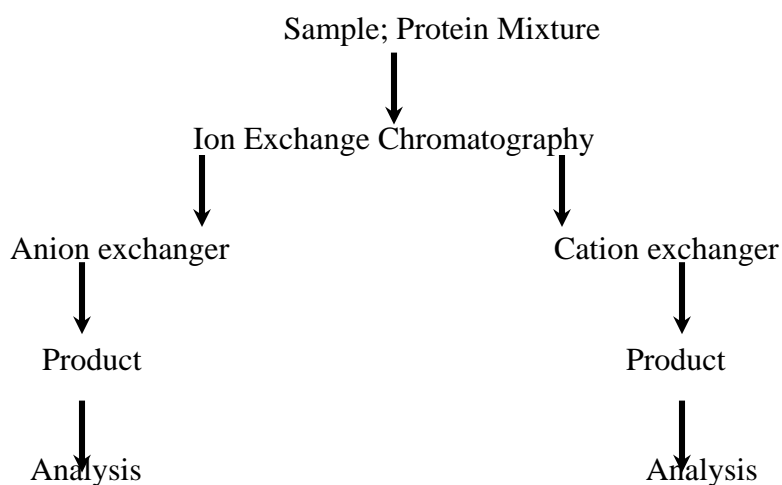 Sample; Protein Mixture
Ion Exchange Chromatography
Anion exchanger
Cation exchanger
Product
Product
Analysis
Analysis